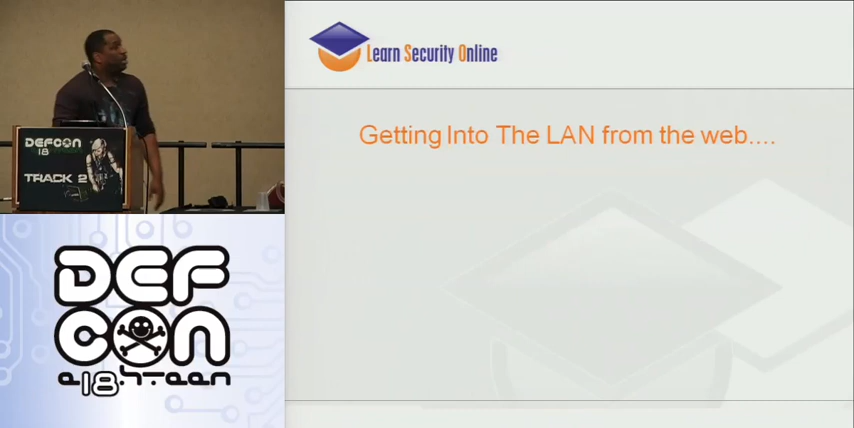 Learn Security Online
Getting Into The LAN from the web....
DEFCON
18
TRACK 2
DEF
CON
e18hteen